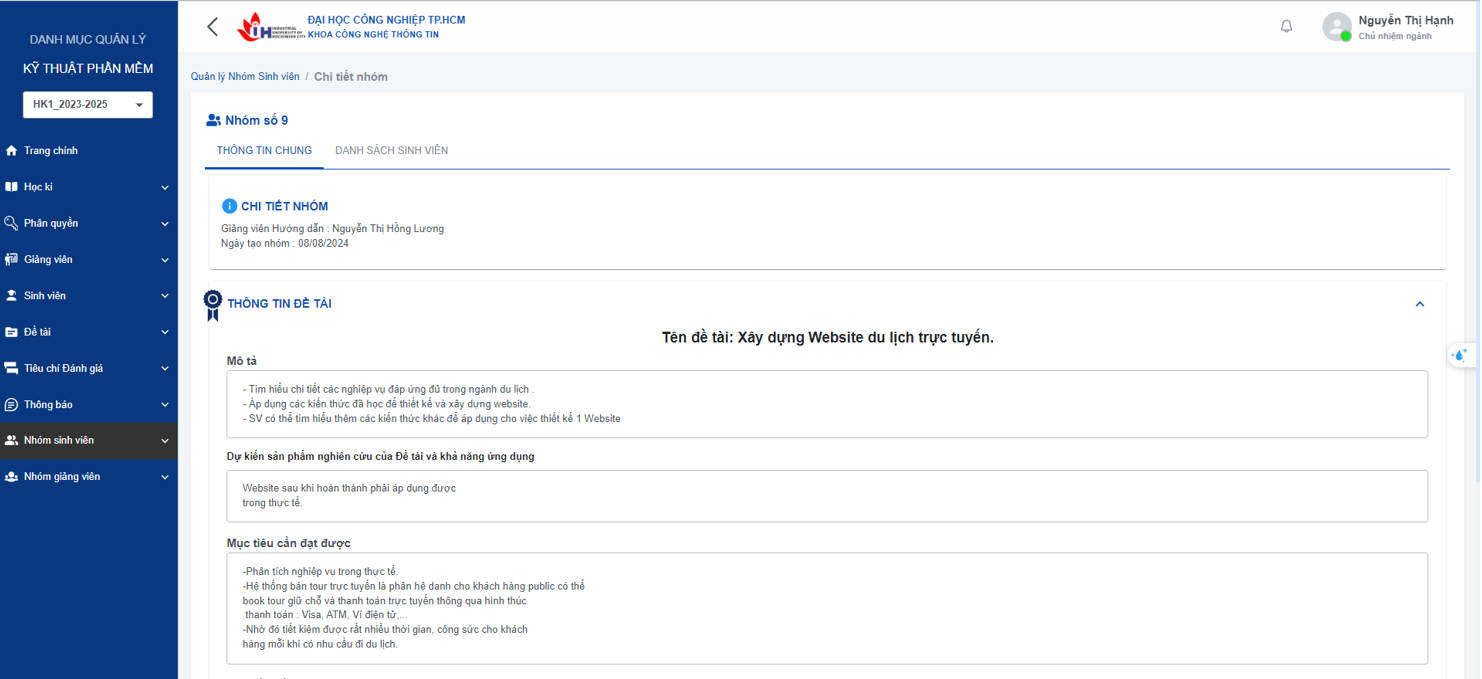 DANH MỤC QUẢN LÝ
KỸ THUẬT PHẦN MỀM
HK1_2023-2025
Trang chính
Học kì
Phân quyền
Giảng viên
Sinh viên
Đề tài
Tiêu chí Đánh giá
Thông báo
Nhóm sinh viên
Nhóm giảng viên
IUH
INDUSTRIAL
UNIVERSITY OF
HOCHIMINH CITY
ĐẠI HỌC CÔNG NGHIỆP TP.HCM
KHOA CÔNG NGHỆ THÔNG TIN
Nguyễn Thị Hạnh
Chủ nhiệm ngành
Quản lý Nhóm Sinh viên / Chi tiết nhóm
Nhóm số 9
THÔNG TIN CHUNG
DANH SÁCH SINH VIÊN
CHI TIẾT NHÓM
Giảng viên Hướng dẫn : Nguyễn Thị Hồng Lương
Ngày tạo nhóm : 08/08/2024
THÔNG TIN ĐỀ TÀI
Tên đề tài: Xây dựng Website du lịch trực tuyến.
Mô tả
- Tìm hiểu chi tiết các nghiệp vụ đáp ứng đủ trong ngành du lịch .
- Áp dụng các kiến thức đã học để thiết kế và xây dựng website.
- SV có thể tìm hiểu thêm các kiến thức khác để áp dụng cho việc thiết kế 1 Website
Dự kiến sản phẩm nghiên cứu của Đề tài và khả năng ứng dụng
Website sau khi hoàn thành phải áp dụng được
trong thực tế.
Mục tiêu cần đạt được
-Phân tích nghiệp vụ trong thực tế.
-Hệ thống bán tour trực tuyến là phân hệ danh cho khách hàng public có thể
book tour giữ chỗ và thanh toán trực tuyến thông qua hình thúc
thanh toán : Visa, ATM, Ví điện tử,...
-Nhờ đó tiết kiệm được rất nhiều thời gian, công sức cho khách
hàng mỗi khi có nhu cầu đi du lịch.